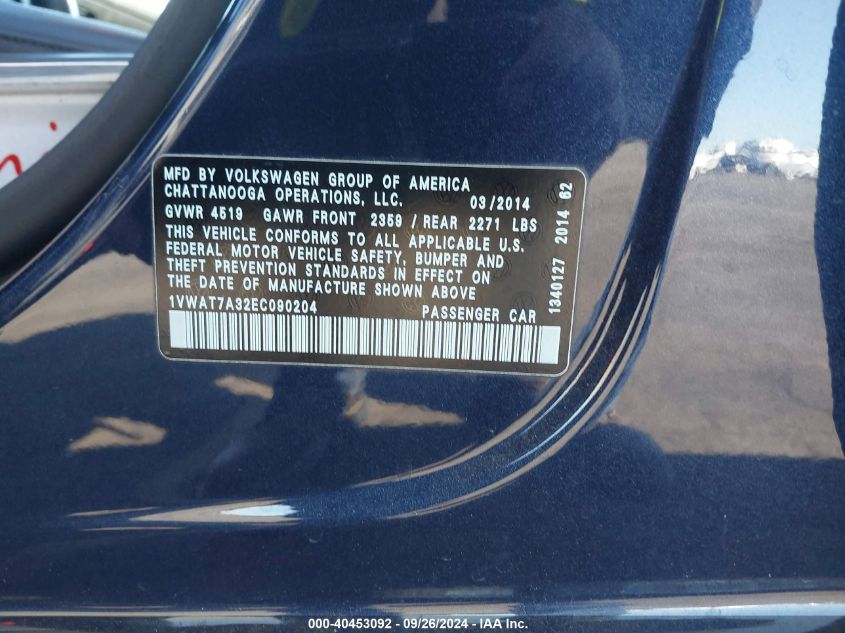 MFD BY VOLKSWAGEN GROUP OF AMERICA
CHATTANOOGA OPERATIONS, LLC. 03/2014
GVWR 4519 GAWR FRONT 2359 / REAR 2271 LBS
THIS VEHICLE CONFORMS TO ALL APPLICABLE U.S.
FEDERAL MOTOR VEHICLE SAFETY, BUMPER AND
THEFT PREVENTION STANDARDS IN EFFECT ON
THE DATE OF MANUFACTURE SHOWN ABOVE
1VWAT7A32EC090204 PASSENGER CAR
1340127 2014 62
000-40453092 - 09/26/2024 - IAA Inc.